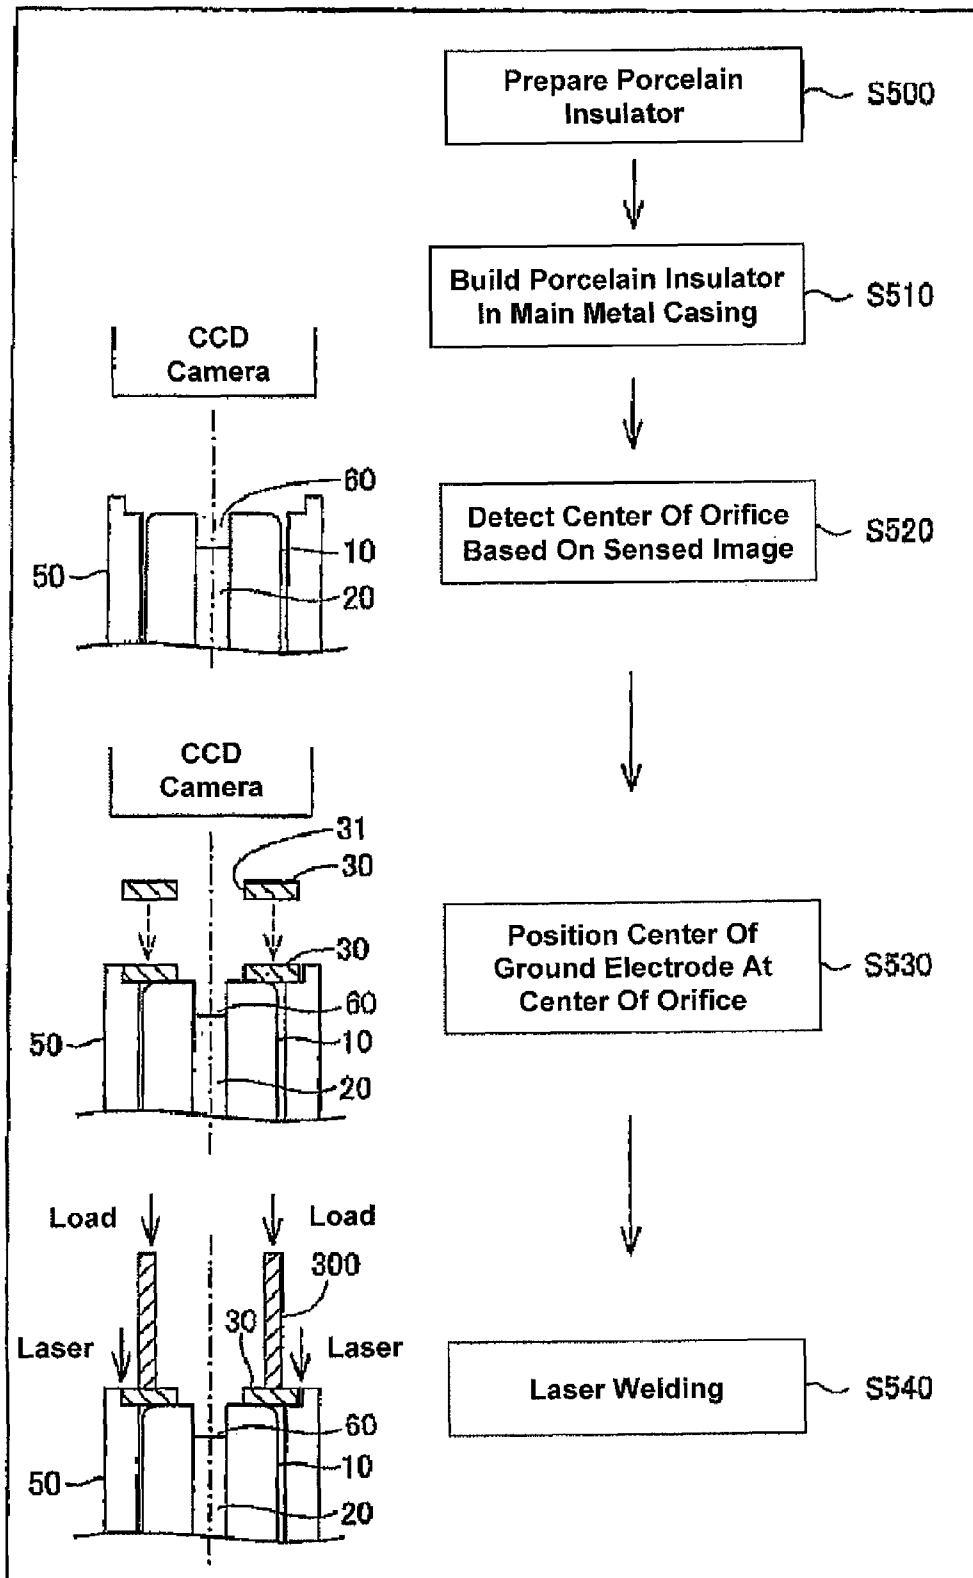 Prepare Porcelain
Insulator
S500
Build Porcelain Insulator
In Main Metal Casing
S510
CCD
Camera
60
10
50
20
Detect Center Of Orifice
Based On Sensed Image
S520
CCD
Camera
31
30
30
60
50
10
20
Position Center Of
Ground Electrode At
Center Of Orifice
S530
Load
Load
300
30
Laser
Laser
60
10
50
20
Laser Welding
S540